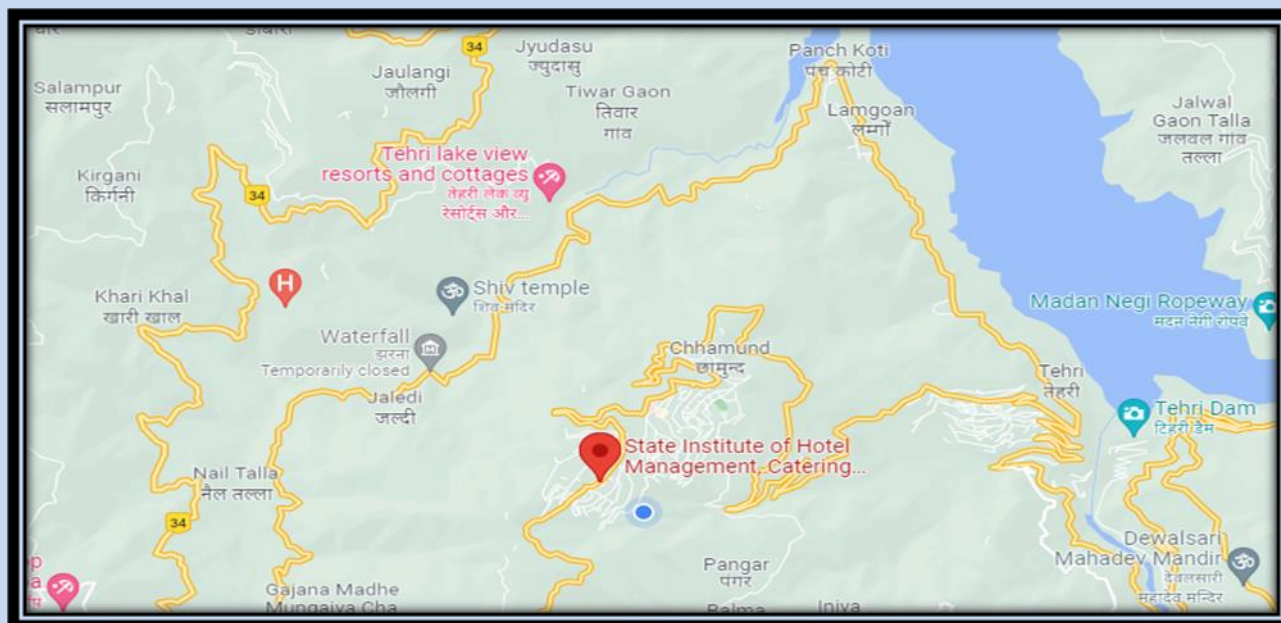 34
Jyudasu
ज्युदासु
Panch Koti
पंच कोटी
Jaulangi
जौलंगी
Salampur
सलामपुर
Tiwar Gaon
तिवार
गांव
Lamgoan
लम्गों
Jalwal
Gaon Talla
जलवल गांव
तल्ला
Tehri lake view
resorts and cottages
तेहरी लेक व्यू
रेसोर्ट्स और...
Kirgani
किर्गनी
34
H
Khari Khal
खारी खाल
Shiv temple
शिव मंदिर
Madan Negi Ropeway
मदन नेगी रोपवे
Waterfall
झरना
Temporarily closed
Chhamund
छामुन्द
Tehri
तेहरी
Jaledi
जल्दी
Tehri Dam
टिहरी डैम
State Institute of Hotel
Management, Catering...
Nail Talla
नैल तल्ला
34
Dewalsari
Mahadev Mandir
देवलसारी
महादेव मन्दिर
Pangar
पंगर
Gajana Madhe
Mungaiya Cha